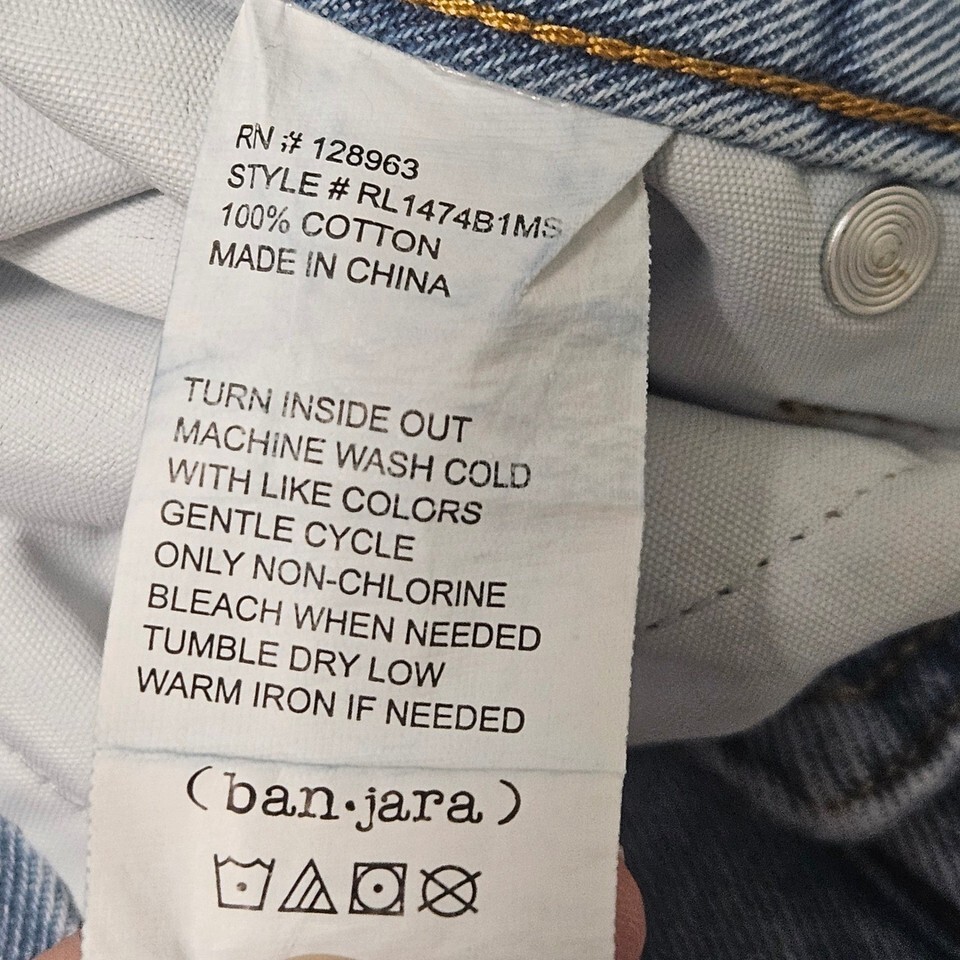 RN # 128963
STYLE # RL1474B1MS
100% COTTON
MADE IN CHINA
TURN INSIDE OUT
MACHINE WASH COLD
WITH LIKE COLORS
GENTLE CYCLE
ONLY NON-CHLORINE
BLEACH WHEN NEEDED
TUMBLE DRY LOW
WARM IRON IF NEEDED
(ban·jara)